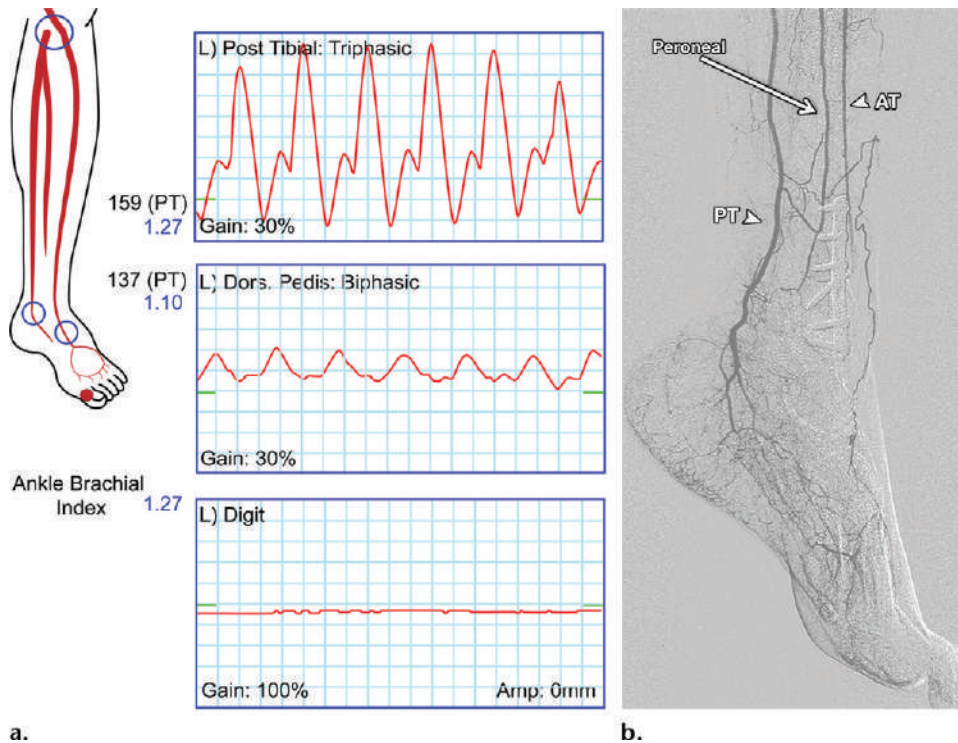 L) Post Tibial: Triphasic
159 (PT)
1.27
Gain: 30%
137 (PT)
1.10
L) Dors. Pedis: Biphasic
Gain: 30%
Ankle Brachial
Index
1.27
L) Digit
Gain: 100%
Amp: 0mm
a.
Peroneal
AT
PT
b.